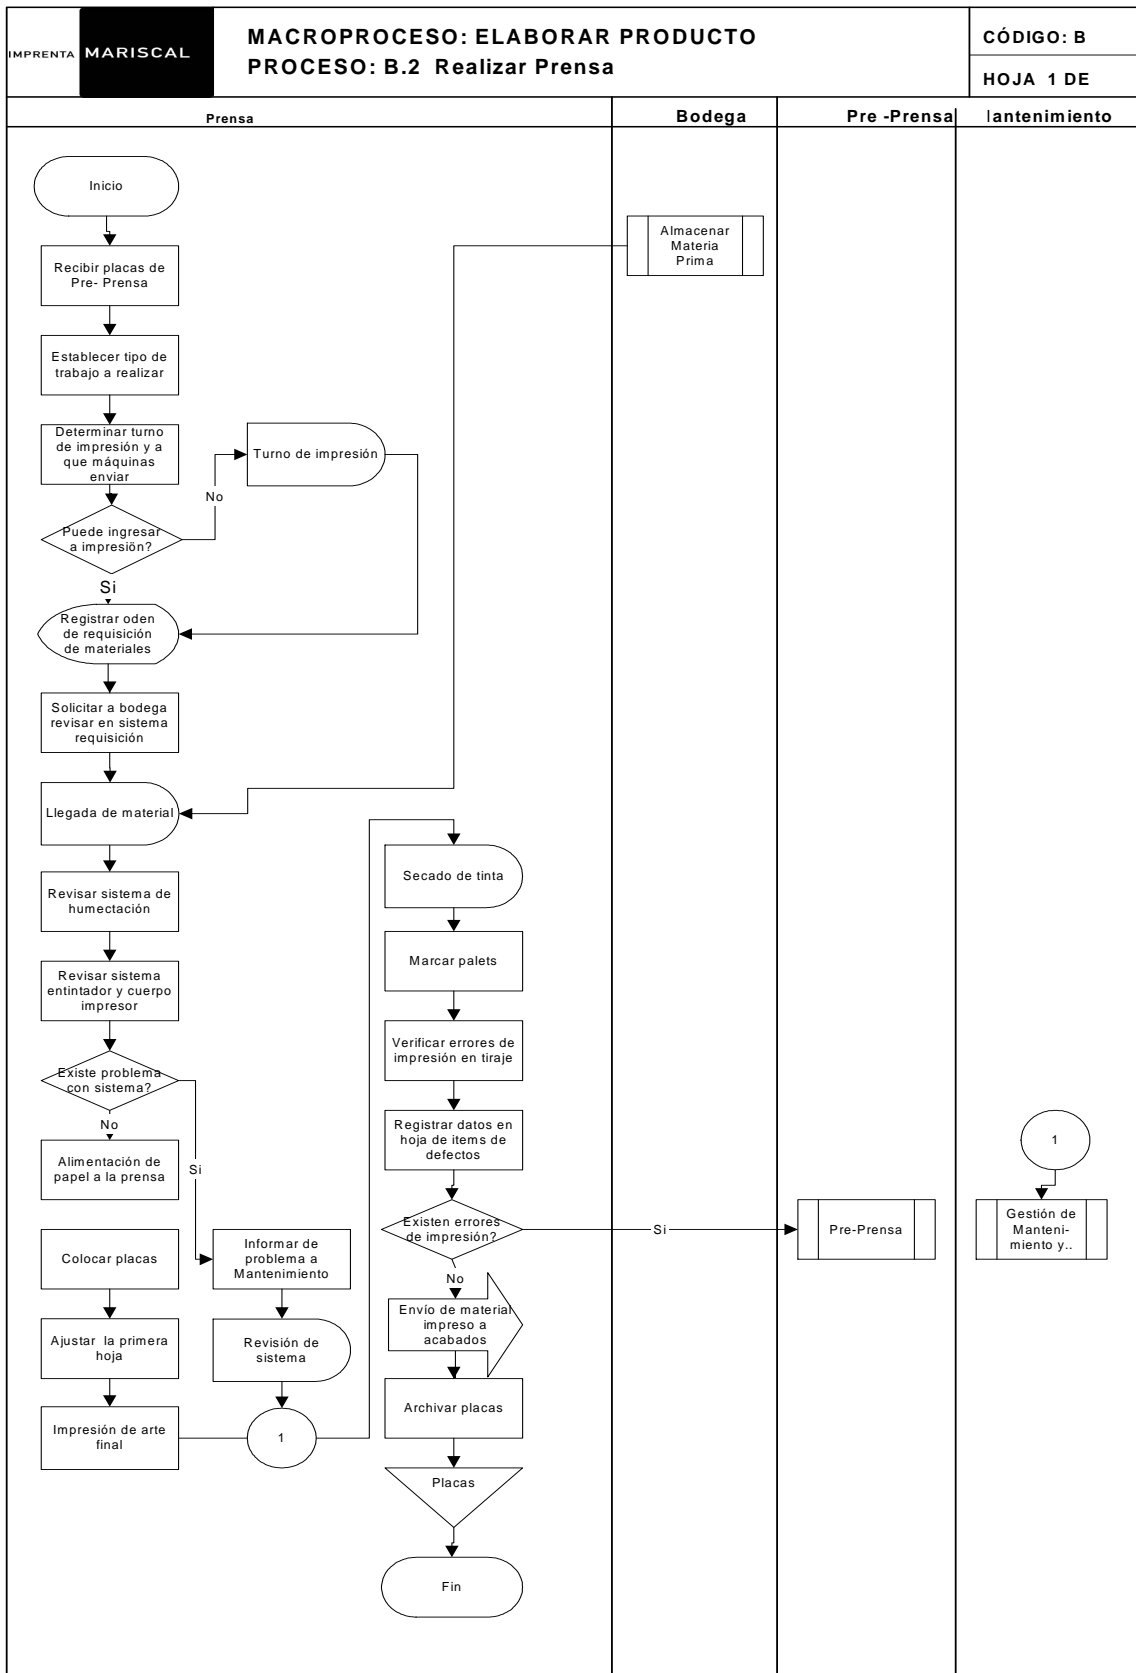 IMPRENTA MARISCAL
MACROPROCESO: ELABORAR PRODUCTO
PROCESO: B.2 Realizar Prensa
CÓDIGO: B
HOJA 1 DE
Prensa
Bodega
Pre -Prensa
lantenimiento
Inicio
Recibir placas de
Pre- Prensa
Establecer tipo de
trabajo a realizar
Determinar turno
de impresión y a
que máquinas
enviar
Turno de impresión
No
Puede ingresar
a impresiön?
Si
Registrar oden
de requisición
de materiales
Solicitar a bodega
revisar en sistema
requisición
Llegada de material
Revisar sistema de
humectación
Revisar sistema
entintador y cuerpo
impresor
Existe problema
con sistema?
No
Si
Alimentación de
papel a la prensa
Colocar placas
Ajustar la primera
hoja
Impresión de arte
final
Informar de
problema a
Mantenimiento
Revisión de
sistema
1
Secado de tinta
Marcar palets
Verificar errores de
impresión en tiraje
Registrar datos en
hoja de items de
defectos
Existen errores
de impresión?
Si
No
Envío de material
impreso a
acabados
Archivar placas
Placas
Fin
Almacenar
Materia
Prima
Pre-Prensa
1
Gestión de
Manteni-
miento y..